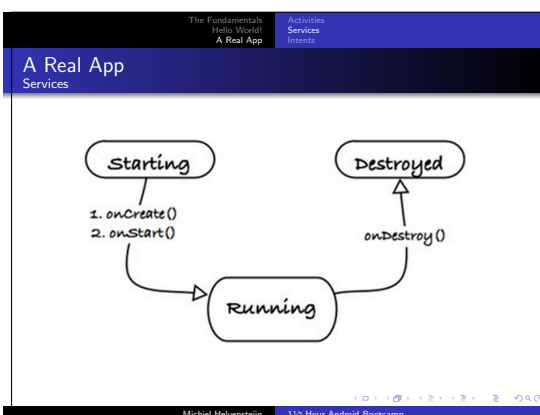 The Fundamentals
Hello World!
A Real App
Activities
Services
Intents
A Real App
Services
Starting
Destroyed
1. onCreate()
2. onStart()
onDestroy()
Running
Michiel Helvensteijn
Hour Android Bootcamp